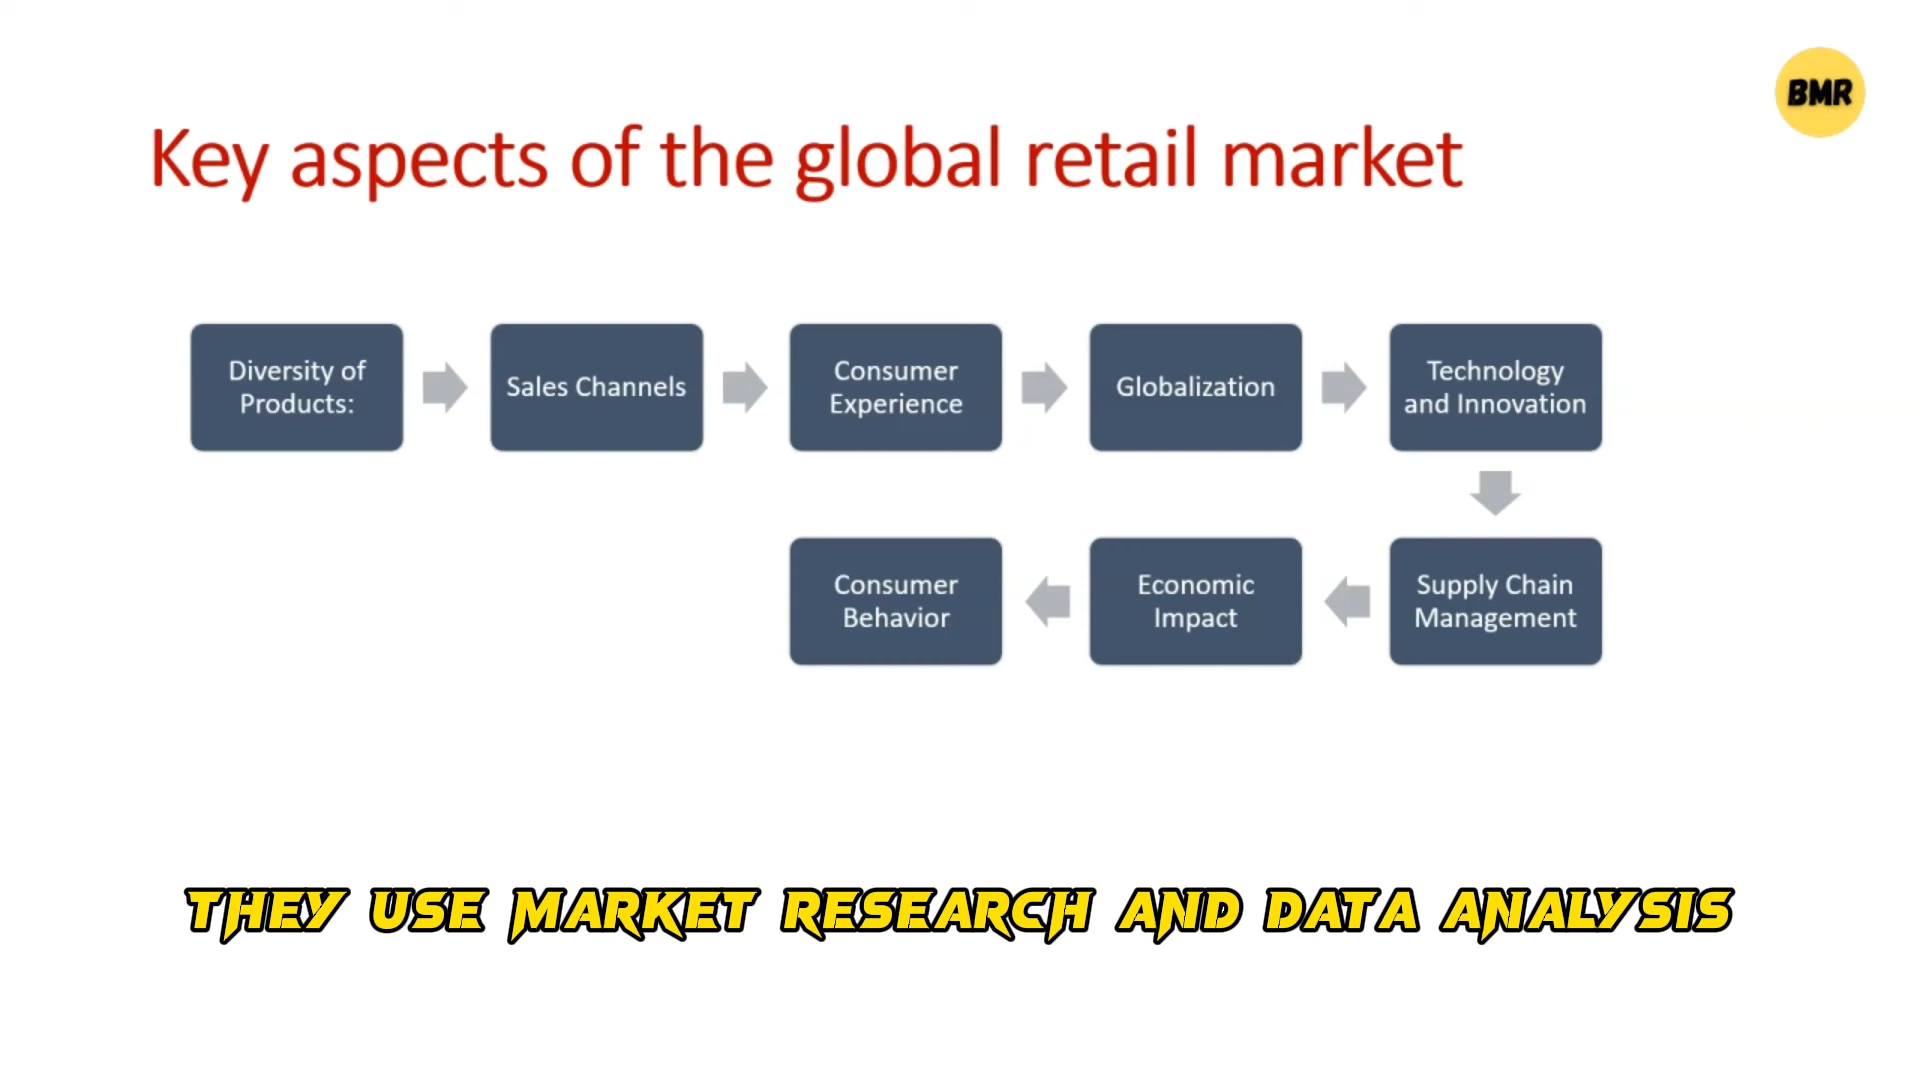 BMR
Key aspects of the global retail market
Diversity of
Products:
Sales Channels
Consumer
Experience
Globalization
Technology
and Innovation
Supply Chain
Management
Economic
Impact
Consumer
Behavior
THEY USE MARKET RESEARCH AND DATA ANALYSIS